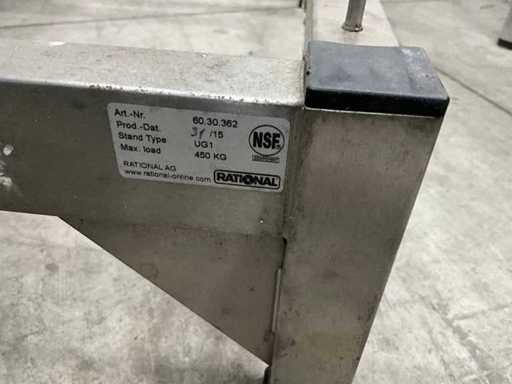 Art.-Nr. 60.30.362
Prod.-Dat. 31 /15
Stand Type UG1
Max. load 450 KG
RATIONAL AG
www.rational-online.com RATIONAL
NSF